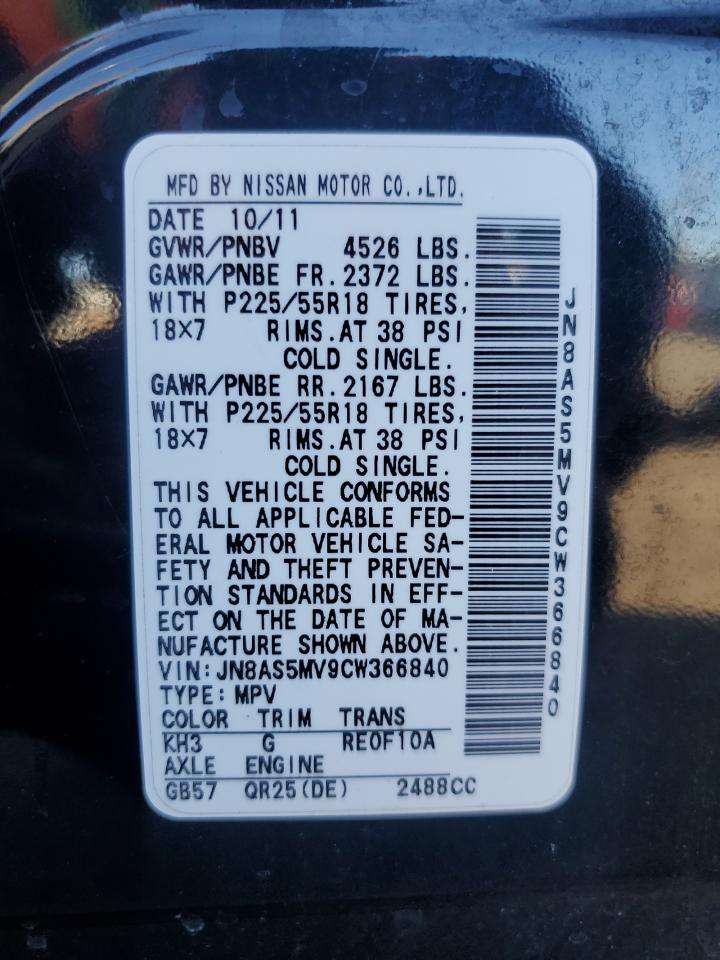 MFD BY NISSAN MOTOR CO.,LTD.
DATE 10/11
GVWR/PNBV 4526 LBS.
GAWR/PNBE FR.2372 LBS.
WITH P225/55R18 TIRES,
18X7 RIMS.AT 38 PSI
COLD SINGLE.
GAWR/PNBE RR.2167 LBS.
WITH P225/55R18 TIRES,
18X7 RIMS.AT 38 PSI
COLD SINGLE.
THIS VEHICLE CONFORMS
TO ALL APPLICABLE FED-
ERAL MOTOR VEHICLE SA-
FETY AND THEFT PREVEN-
TION STANDARDS IN EFF-
ECT ON THE DATE OF MA-
NUFACTURE SHOWN ABOVE.
VIN:JN8AS5MV9CW366840
TYPE:MPV
COLOR TRIM TRANS
KH3 G RE0F10A
AXLE ENGINE
GB57 QR25(DE) 2488CC
JN8AS5MV9CW366840